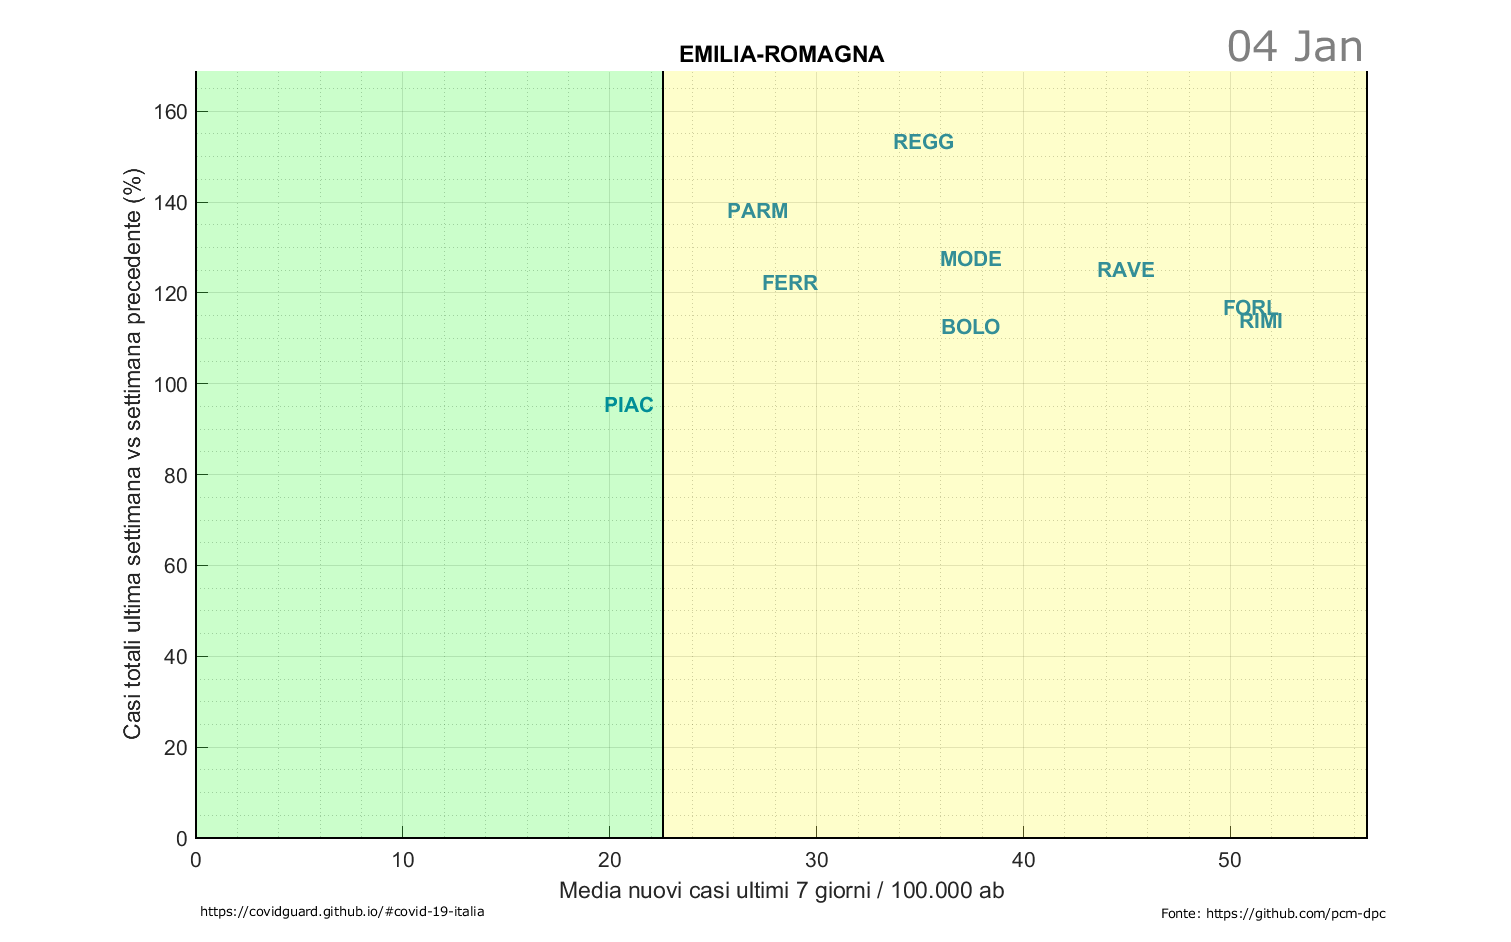 04 Jan
EMILIA-ROMAGNA
Casi totali ultima settimana vs settimana precedente (%)
160
140
120
100
80
60
40
20
0
REGG
PARM
MODE
RAVE
FERR
FORL
RIMI
BOLO
PIAC
0 10 20 30 40 50
Media nuovi casi ultimi 7 giorni / 100.000 ab
https://covidguard.github.io/#covid-19-italia
Fonte: https://github.com/pcm-dpc